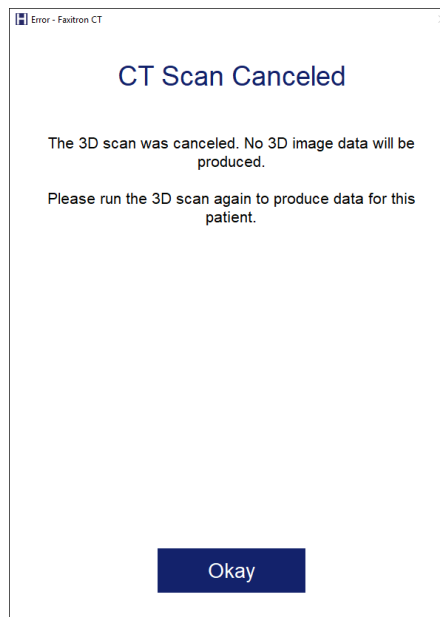 Error - Faxitron CT
CT Scan Canceled
The 3D scan was canceled. No 3D image data will be
produced.
Please run the 3D scan again to produce data for this
patient.
Okay